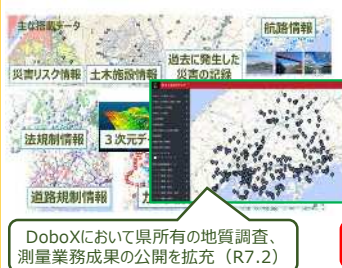 主な搭載データ
航路情報
災害リスク情報
土木施設情報
過去に発生した
災害の記録
法規制情報
３次元デ
道路規制情報
DoboXにおいて県所有の地質調査、
測量業務成果の公開を拡充（R7.2）